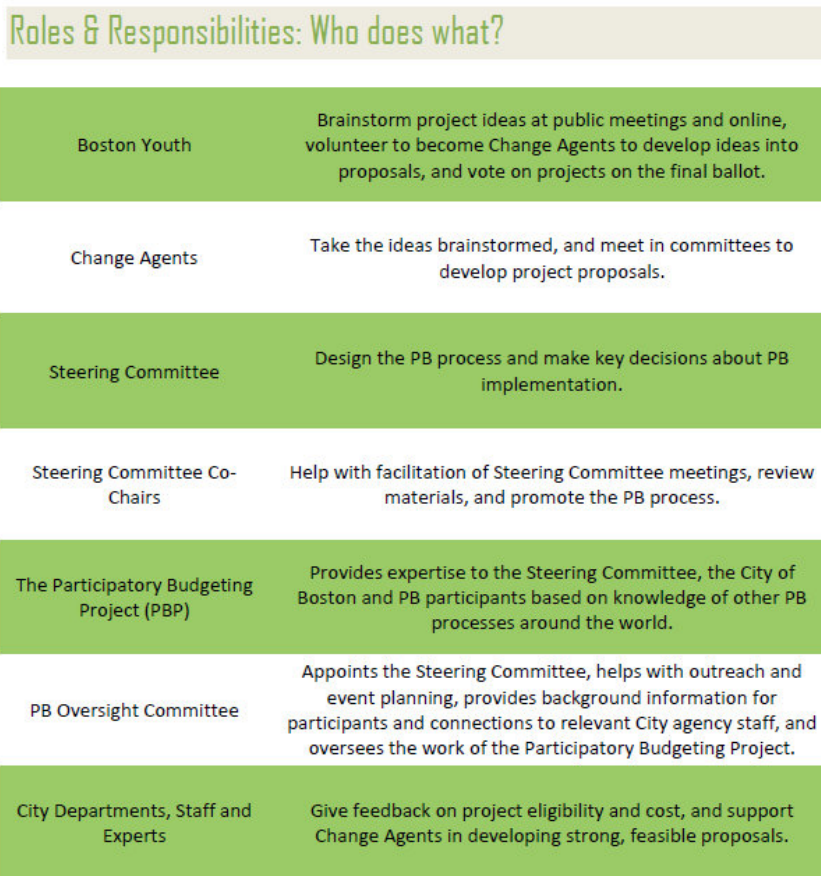 Roles & Responsibilities: Who does what?
Boston Youth
Brainstorm project ideas at public meetings and online,
volunteer to become Change Agents to develop ideas into
proposals, and vote on projects on the final ballot.
Change Agents
Take the ideas brainstormed, and meet in committees to
develop project proposals.
Steering Committee
Design the PB process and make key decisions about PB
implementation.
Steering Committee Co-
Chairs
Help with facilitation of Steering Committee meetings, review
materials, and promote the PB process.
The Participatory Budgeting
Project (PBP)
Provides expertise to the Steering Committee, the City of
Boston and PB participants based on knowledge of other PB
processes around the world.
PB Oversight Committee
Appoints the Steering Committee, helps with outreach and
event planning, provides background information for
participants and connections to relevant City agency staff, and
oversees the work of the Participatory Budgeting Project.
City Departments, Staff and
Experts
Give feedback on project eligibility and cost, and support
Change Agents in developing strong, feasible proposals.